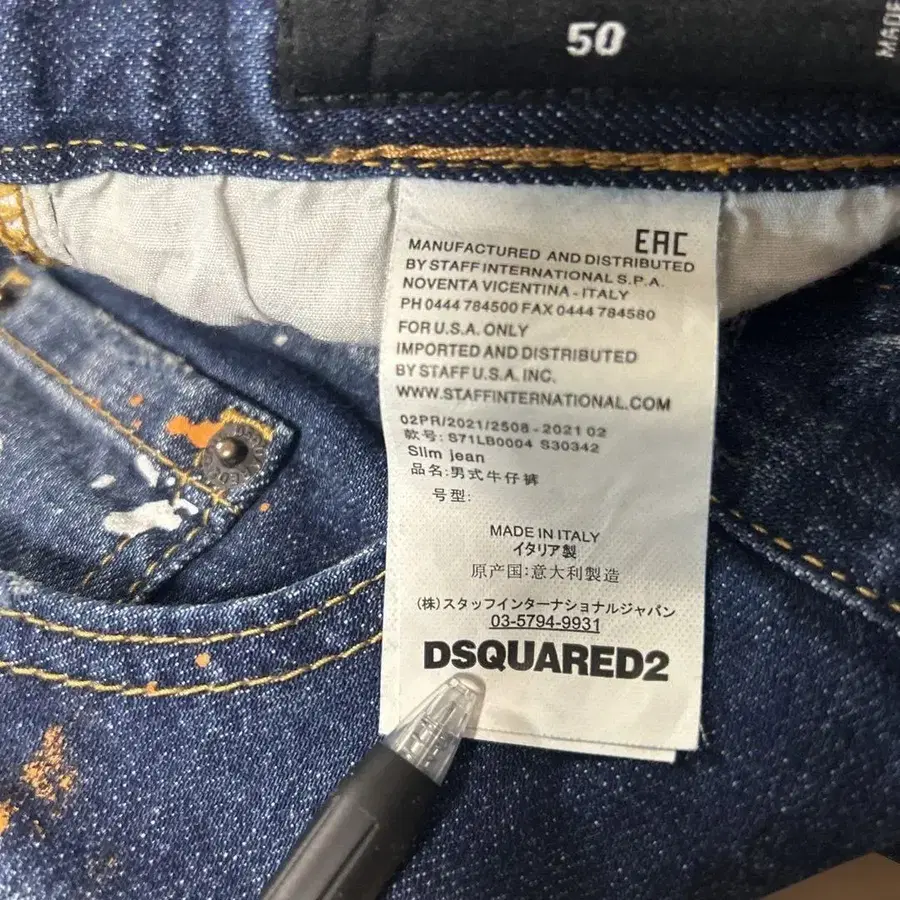 50
MADE
EAC
MANUFACTURED AND DISTRIBUTED
BY STAFF INTERNATIONAL S.P.A.
NOVENTA VICENTINA - ITALY
PH 0444 784500 FAX 0444 784580
FOR U.S.A. ONLY
IMPORTED AND DISTRIBUTED
BY STAFF U.S.A. INC.
WWW.STAFFINTERNATIONAL.COM
02PR/2021/2508 - 2021 02
款号: S71LB0004 S30342
Slim jean
品名: 男式牛仔裤
号型:
MADE IN ITALY
イタリア製
原产国: 意大利製造
(株)スタッフインターナショナルジャパン
03-5794-9931
DSQUARED2